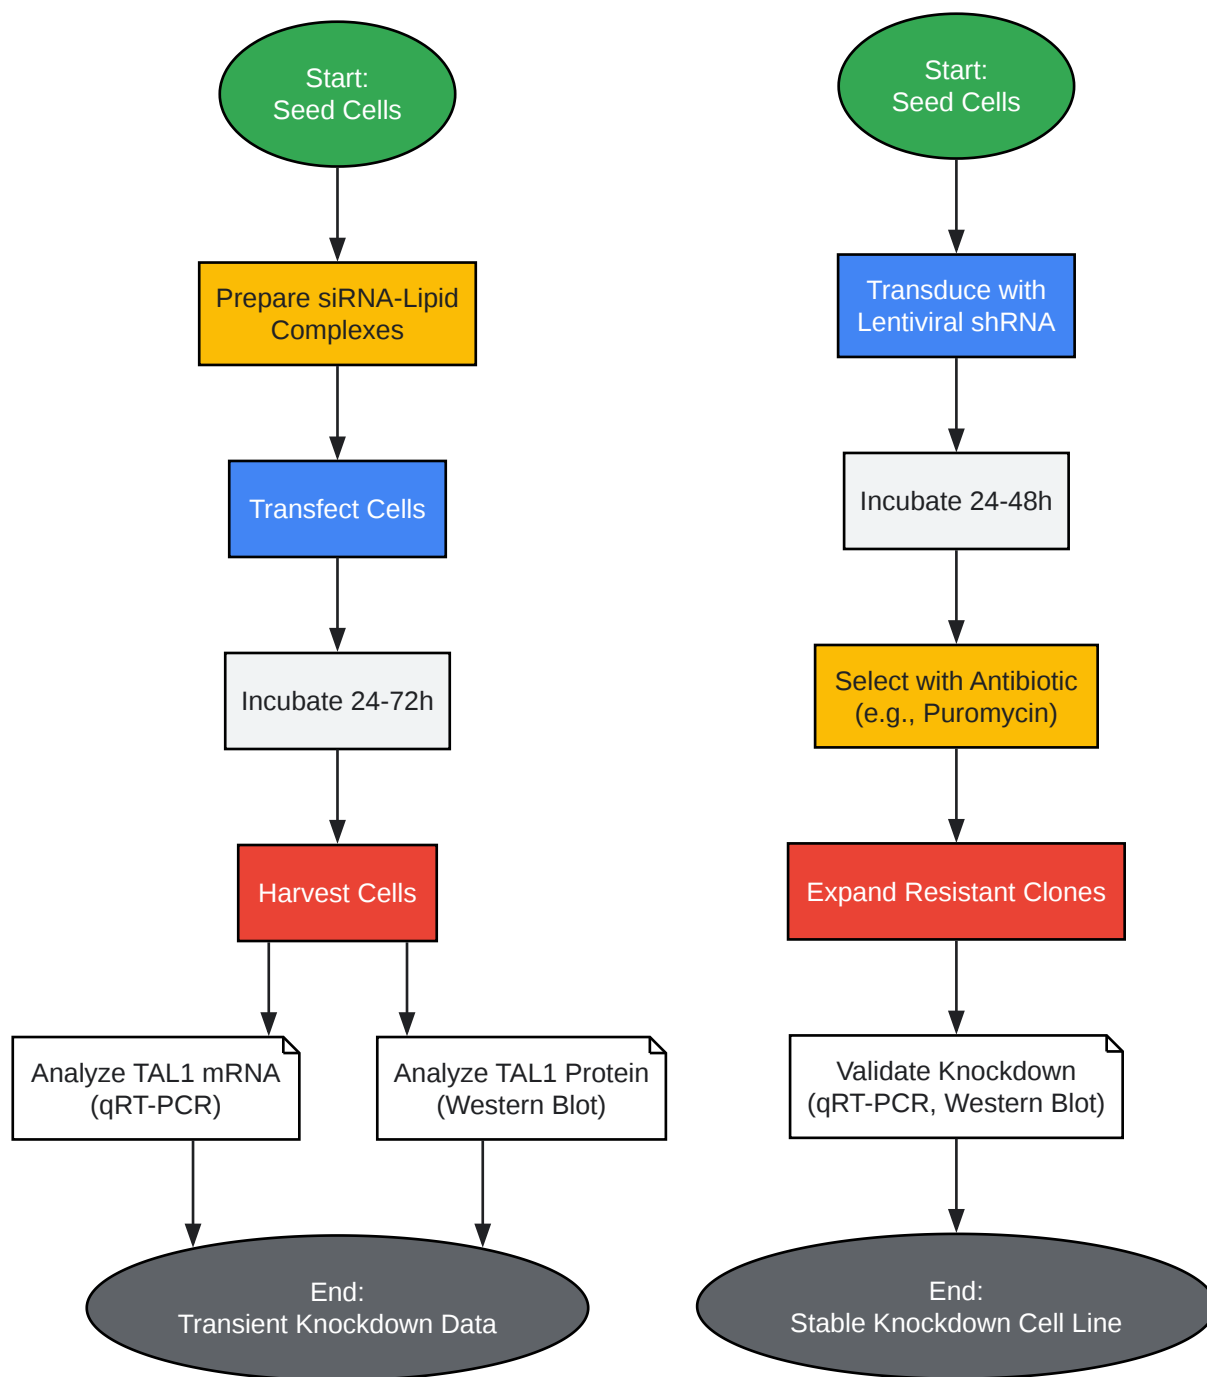 Start:
Seed Cells
Prepare siRNA-Lipid
Complexes
Transfect Cells
Incubate 24-72h
Harvest Cells
Analyze TAL1 mRNA
(qRT-PCR)
Analyze TAL1 Protein
(Western Blot)
End:
Transient Knockdown Data
Start:
Seed Cells
Transduce with
Lentiviral shRNA
Incubate 24-48h
Select with Antibiotic
(e.g., Puromycin)
Expand Resistant Clones
Validate Knockdown
(qRT-PCR, Western Blot)
End:
Stable Knockdown Cell Line